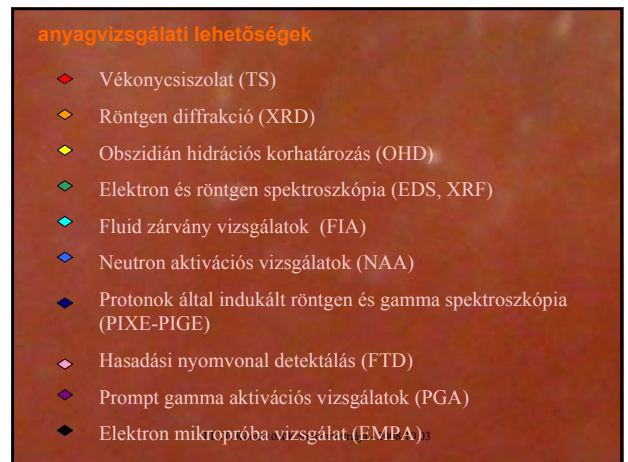 anyagvizsgálati lehetőségek
Vékonycsiszolat (TS)
Röntgen diffrakció (XRD)
Obszidián hidrációs korhatározás (OHD)
Elektron és röntgen spektroszkópia (EDS, XRF)
Fluid zárvány vizsgálatok (FIA)
Neutron aktivációs vizsgálatok (NAA)
Protonok által indukált röntgen és gamma spektroszkópia
(PIXE-PIGE)
Hasadási nyomvonal detektálás (FTD)
Prompt gamma aktivációs vizsgálatok (PGA)
Elektron mikropróba vizsgálat (EMPA)